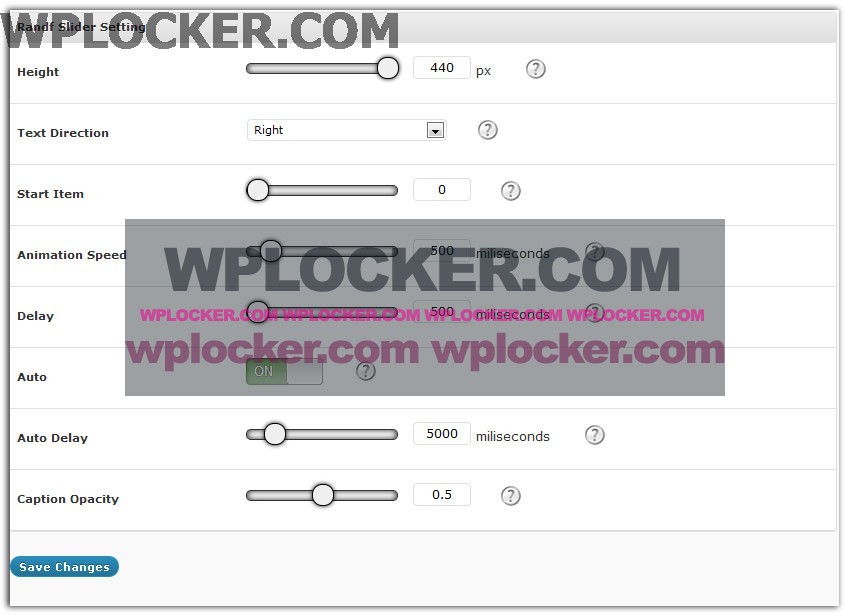 WPLOCKER.COM
Randf Slider Setting
Height 440 px ?
Text Direction Right ?
Start Item 0 ?
Animation Speed 500 miliseconds ?
WPLOCKER.COM
Delay 500 miliseconds ?
WPLOCKER.COM WPLOCKER.COM WPLOCKER.COM WPLOCKER.COM
wplocker.com wplocker.com
Auto ON ?
Auto Delay 5000 miliseconds ?
Caption Opacity 0.5 ?
Save Changes